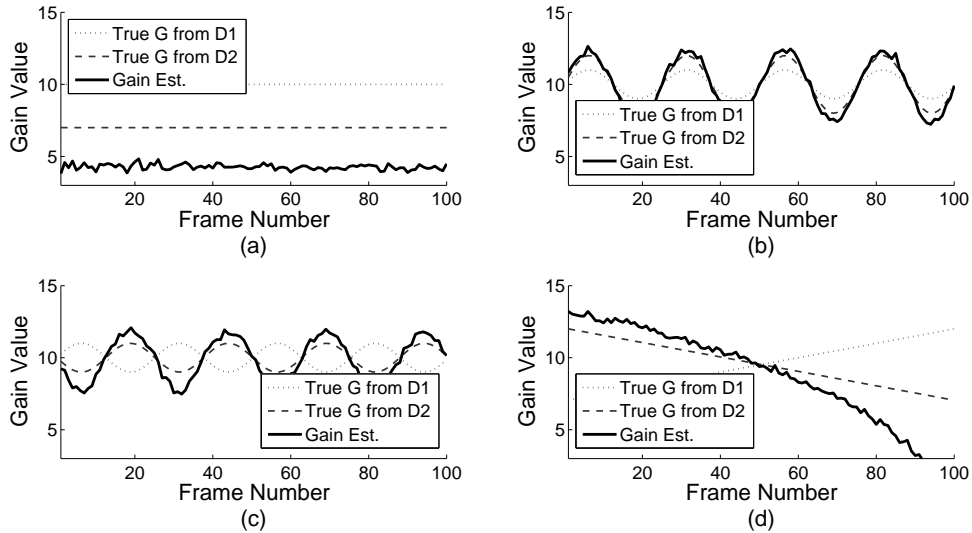 15
10
5
Gain Value
True G from D1
True G from D2
Gain Est.
20 40 60 80 100
Frame Number
(a)
15
10
5
Gain Value
True G from D1
True G from D2
Gain Est.
20 40 60 80 100
Frame Number
(b)
15
10
5
Gain Value
True G from D1
True G from D2
Gain Est.
20 40 60 80 100
Frame Number
(c)
15
10
5
Gain Value
True G from D1
True G from D2
Gain Est.
20 40 60 80 100
Frame Number
(d)